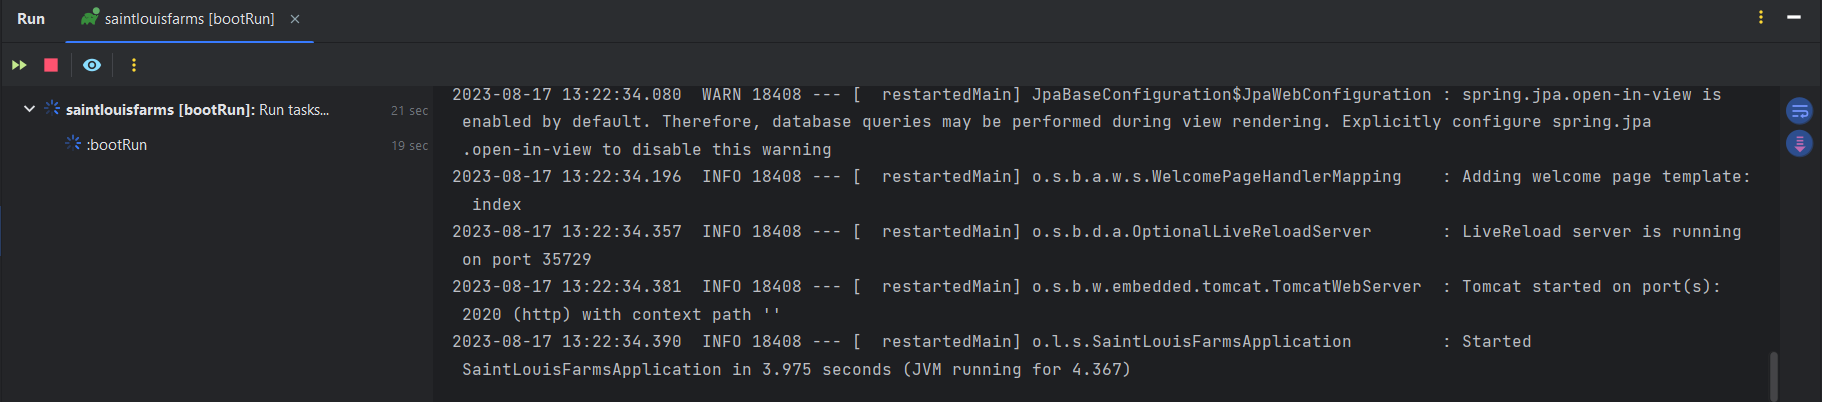 Run
saintlouisfarms [bootRun]
saintlouisfarms [bootRun]: Run tasks... 21 sec
:bootRun 19 sec
2023-08-17 13:22:34.080  WARN 18408 --- [  restartedMain] JpaBaseConfiguration$JpaWebConfiguration : spring.jpa.open-in-view is
enabled by default. Therefore, database queries may be performed during view rendering. Explicitly configure spring.jpa
.open-in-view to disable this warning
2023-08-17 13:22:34.196  INFO 18408 --- [  restartedMain] o.s.b.a.w.s.WelcomePageHandlerMapping    : Adding welcome page template:
index
2023-08-17 13:22:34.357  INFO 18408 --- [  restartedMain] o.s.b.d.a.OptionalLiveReloadServer       : LiveReload server is running
on port 35729
2023-08-17 13:22:34.381  INFO 18408 --- [  restartedMain] o.s.b.w.embedded.tomcat.TomcatWebServer  : Tomcat started on port(s):
2020 (http) with context path ''
2023-08-17 13:22:34.390  INFO 18408 --- [  restartedMain] o.l.s.SaintLouisFarmsApplication         : Started
SaintLouisFarmsApplication in 3.975 seconds (JVM running for 4.367)